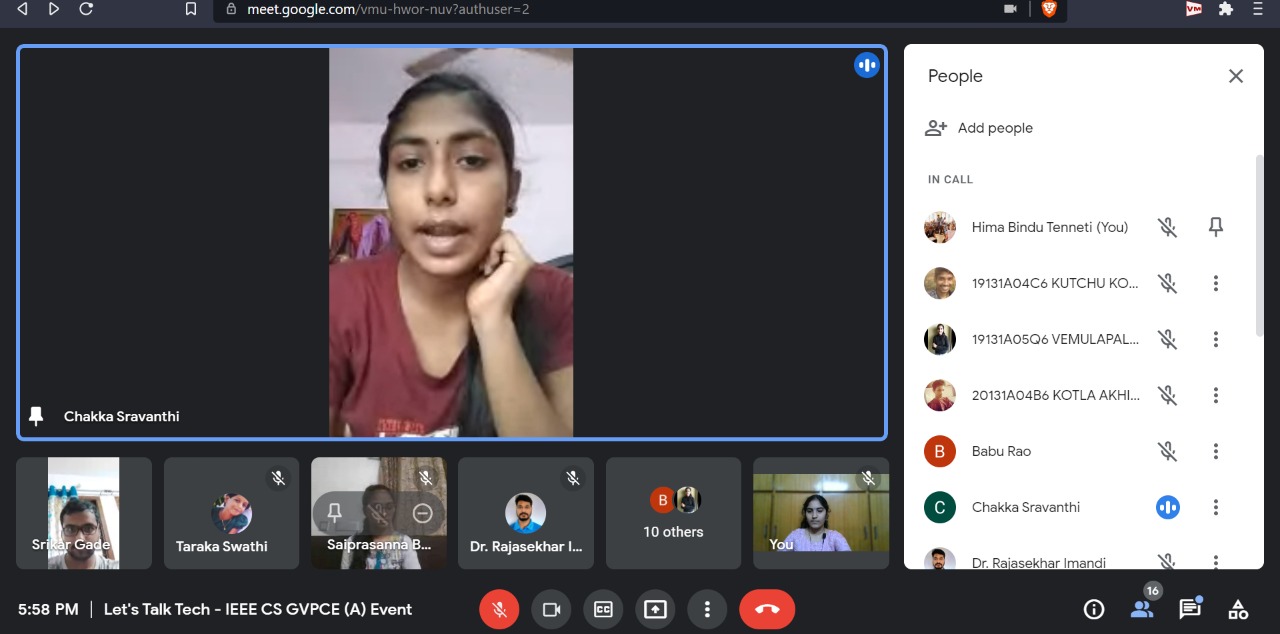 meet.google.com/vmu-hwor-nuv?authuser=2
VM
People
Add people
IN CALL
Hima Bindu Tenneti (You)
19131A04C6 KUTCHU KO...
19131A05Q6 VEMULAPAL...
20131A04B6 KOTLA AKHI...
B
Babu Rao
C
Chakka Sravanthi
Dr. Rajasekhar Imandi
Chakka Sravanthi
Srikar Gade
Taraka Swathi
Saiprasanna B...
Dr. Rajasekhar I...
B
10 others
You
5:58 PM | Let's Talk Tech - IEEE CS GVPCE (A) Event
CC
16